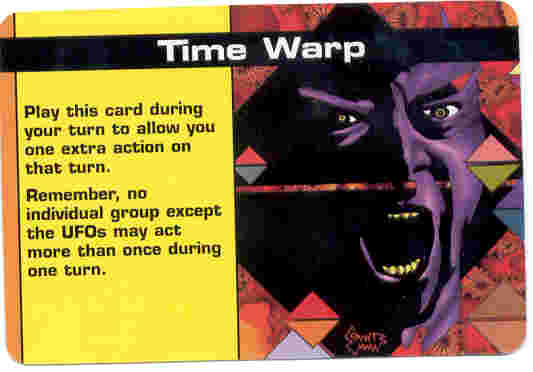 Time Warp
Play this card during
your turn to allow you
one extra action on
that turn.
Remember, no
individual group except
the UFOs may act
more than once during
one turn.